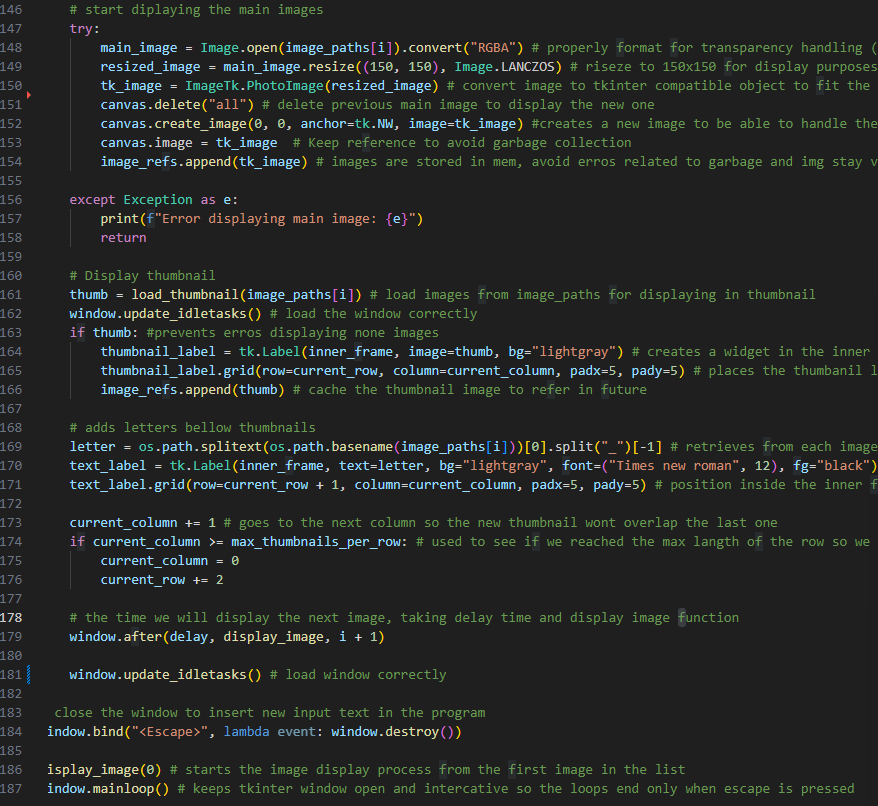 146 # start diplaying the main images
147 try:
148 main_image = Image.open(image_paths[i]).convert("RGBA") # properly format for transparency handling (
149 resized_image = main_image.resize((150, 150), Image.LANCZOS) # riseze to 150x150 for display purposes
150 tk_image = ImageTk.PhotoImage(resized_image) # convert image to tkinter compatible object to fit the
151 canvas.delete("all") # delete previous main image to display the new one
152 canvas.create_image(0, 0, anchor=tk.NW, image=tk_image) #creates a new image to be able to handle the
153 canvas.image = tk_image # Keep reference to avoid garbage collection
154 image_refs.append(tk_image) # images are stored in mem, avoid erros related to garbage and img stay v
155
156 except Exception as e:
157 print(f"Error displaying main image: {e}")
158 return
159
160 # Display thumbnail
161 thumb = load_thumbnail(image_paths[i]) # load images from image_paths for displaying in thumbnail
162 window.update_idletasks() # load the window correctly
163 if thumb: #prevents erros displaying none images
164 thumbnail_label = tk.Label(inner_frame, image=thumb, bg="lightgray") # creates a widget in the inner
165 thumbnail_label.grid(row=current_row, column=current_column, padx=5, pady=5) # places the thumbanil l
166 image_refs.append(thumb) # cache the thumbnail image to refer in future
167
168 # adds letters bellow thumbnails
169 letter = os.path.splitext(os.path.basename(image_paths[i]))[0].split("_")[-1] # retrieves from each image
170 text_label = tk.Label(inner_frame, text=letter, bg="lightgray", font=("Times new roman", 12), fg="black")
171 text_label.grid(row=current_row + 1, column=current_column, padx=5, pady=5) # position inside the inner f
172
173 current_column += 1 # goes to the next column so the new thumbnail wont overlap the last one
174 if current_column >= max_thumbnails_per_row: # used to see if we reached the max langth of the row so we
175 current_column = 0
176 current_row += 2
177
178 # the time we will display the next image, taking delay time and display image function
179 window.after(delay, display_image, i + 1)
180
181 window.update_idletasks() # load window correctly
182
183 close the window to insert new input text in the program
184 indow.bind("<Escape>", lambda event: window.destroy())
185
186 isplay_image(0) # starts the image display process from the first image in the list
187 indow.mainloop() # keeps tkinter window open and intercative so the loops end only when escape is pressed